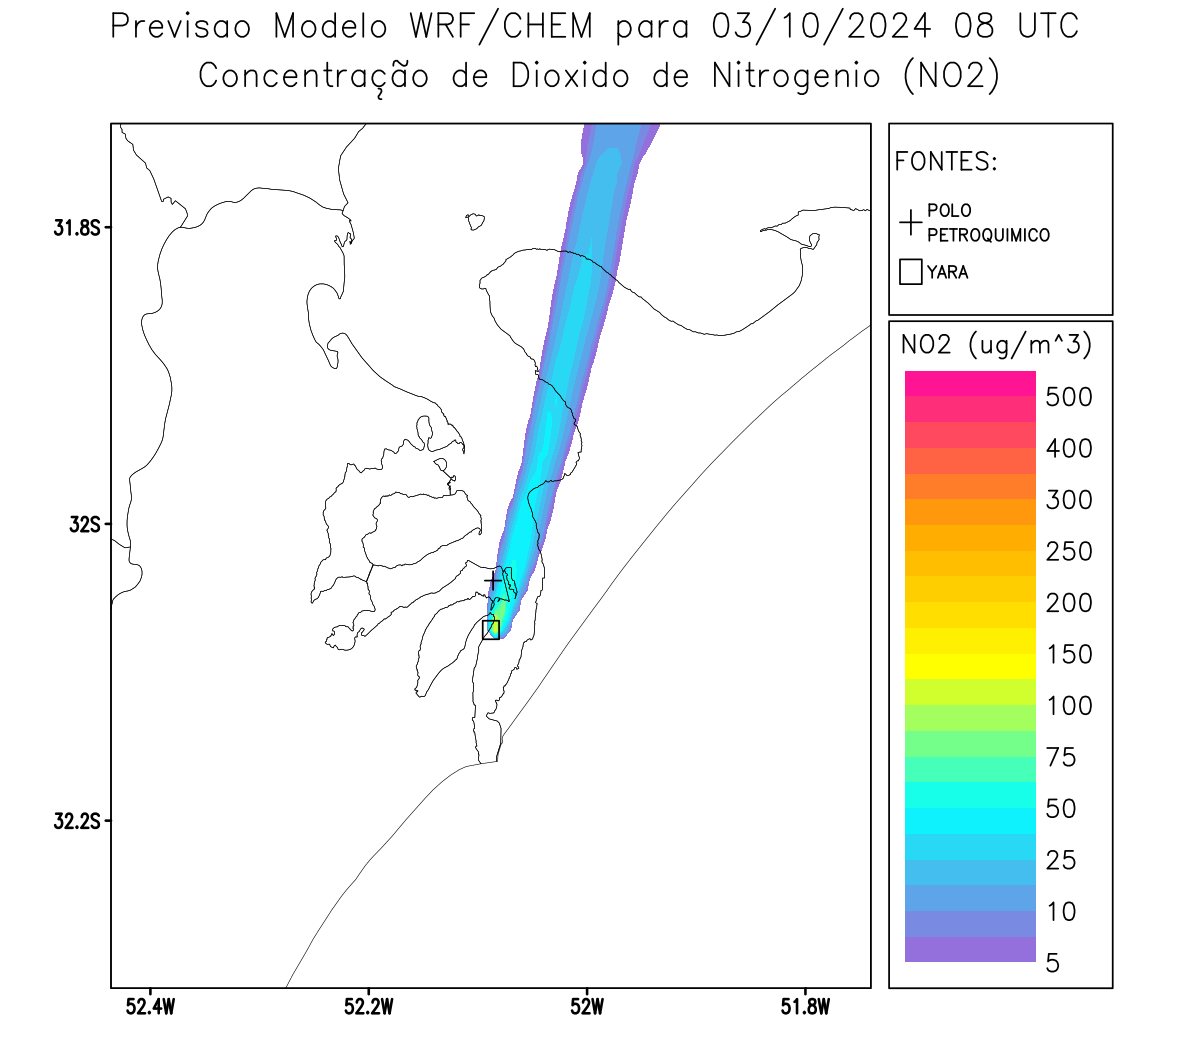 Previsao Modelo WRF/CHEM para 03/10/2024 08 UTC
Concentração de Dioxido de Nitrogenio (NO2)
FONTES:
POLO
PETROQUIMICO
YARA
NO2 (ug/m^3)
500
400
300
250
200
150
100
75
50
25
10
5
31.8S
32S
32.2S
52.4W
52.2W
52W
51.8W